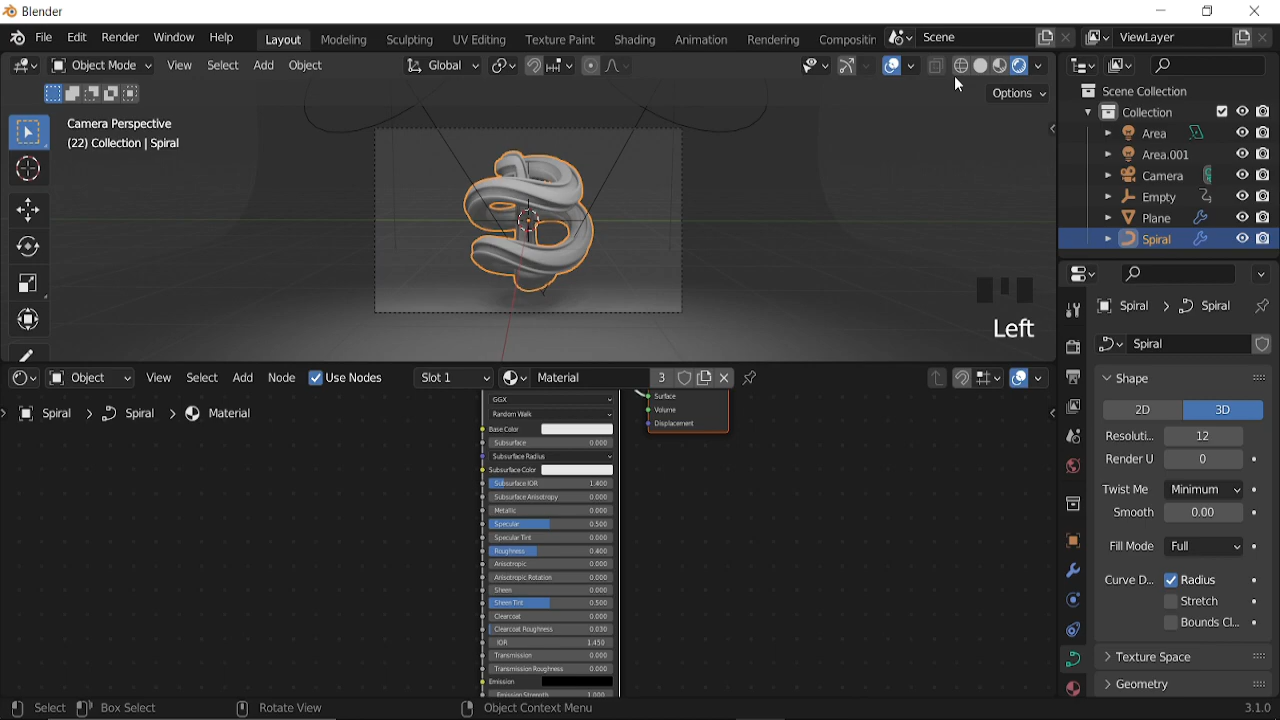 Blender
File Edit Render Window Help Layout Modeling Sculpting UV Editing Texture Paint Shading Animation Rendering Compositin Scene ViewLayer
Object Mode View Select Add Object Global
Options
Camera Perspective
(22) Collection | Spiral
Left
Scene Collection
Collection
Area
Area.001
Camera
Empty
Plane
Spiral
Spiral Spiral
Spiral
Shape
2D 3D
Resoluti... 12
Render U 0
Twist Me Minimum
Smooth 0.00
Fill Mode Full
Curve D... Radius
Stretch
Bounds Cl...
Texture Space
Geometry
Object View Select Add Node Use Nodes Slot 1 Material 3
Spiral Spiral Material
GGX
Random Walk
Base Color
Subsurface 0.000
Subsurface Radius
Subsurface Color
Subsurface IOR 1.400
Subsurface Anisotropy 0.000
Metallic 0.000
Specular 0.500
Specular Tint 0.000
Roughness 0.400
Anisotropic 0.000
Anisotropic Rotation 0.000
Sheen 0.000
Sheen Tint 0.500
Clearcoat 0.000
Clearcoat Roughness 0.030
IOR 1.450
Transmission 0.000
Transmission Roughness 0.000
Emission
Emission Strength 1.000
Surface
Volume
Displacement
Select Box Select Rotate View Object Context Menu 3.1.0